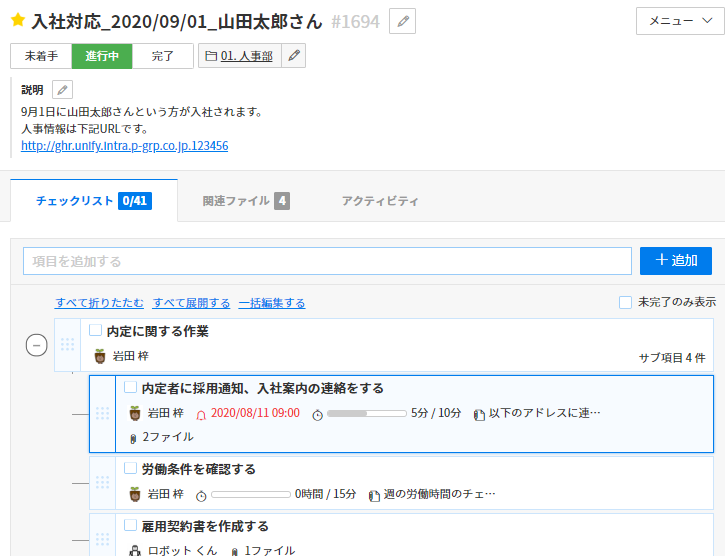 入社対応_2020/09/01_山田太郎さん #1694
メニュー
未着手 進行中 完了 01. 人事部
説明
9月1日に山田太郎さんという方が入社されます。
人事情報は下記URLです。
http://ghr.unify.intra.p-grp.co.jp.123456
チェックリスト 0/41 関連ファイル 4 アクティビティ
項目を追加する
+ 追加
すべて折りたたむ すべて展開する 一括編集する 未完了のみ表示
内定に関する作業
岩田 梓 サブ項目 4 件
内定者に採用通知、入社案内の連絡をする
岩田 梓 2020/08/11 09:00 5分 / 10分 以下のアドレスに連…
2ファイル
労働条件を確認する
岩田 梓 0時間 / 15分 週の労働時間のチェ…
雇用契約書を作成する
ロボット くん 1ファイル